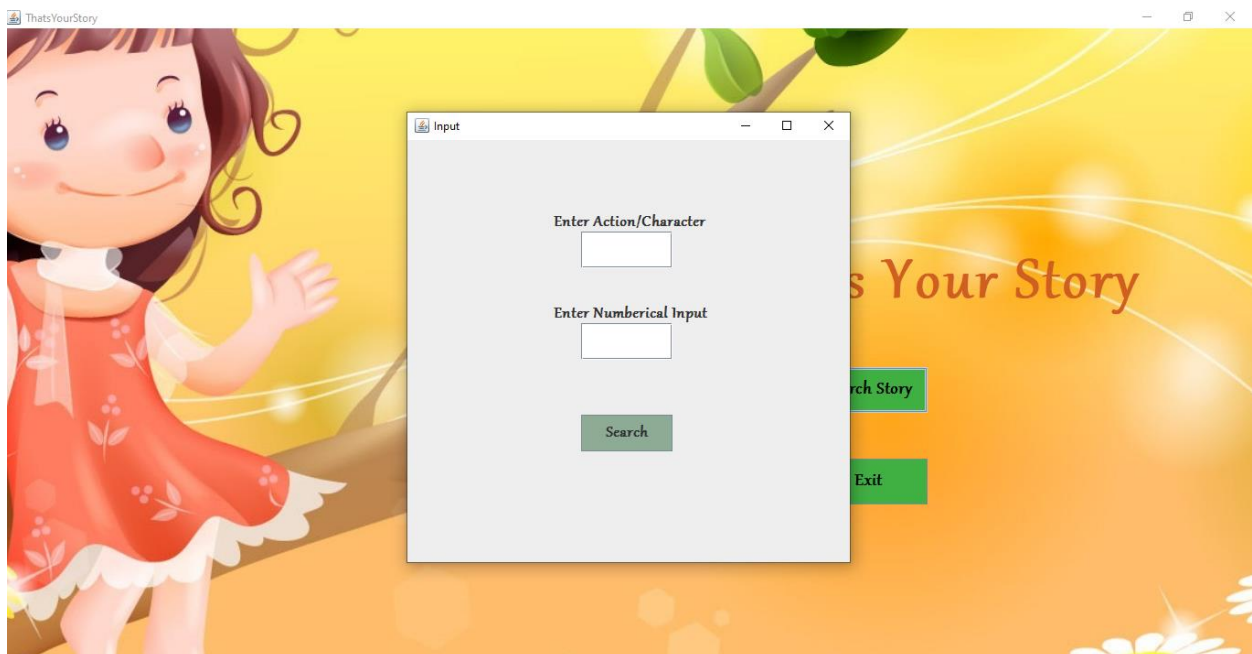 ThatsYourStory
Input
Enter Action/Character
s Your Story
Enter Numberical Input
rch Story
Search
Exit